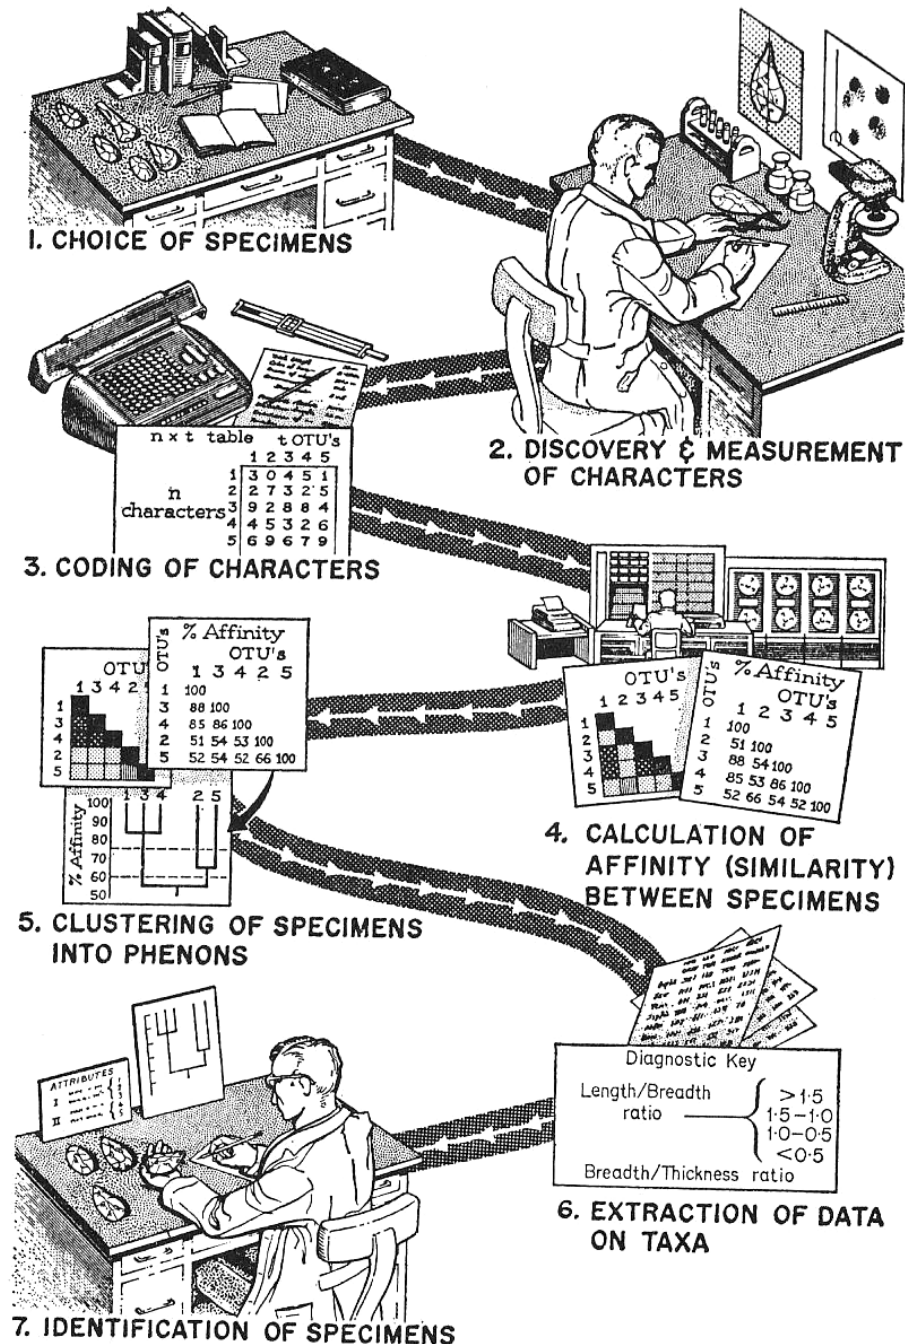 1. CHOICE OF SPECIMENS
2. DISCOVERY & MEASUREMENT
OF CHARACTERS
n x t table t OTU's
1 2 3 4 5
n
characters
1 3 0 4 5 1
2 2 7 3 2 5
3 9 2 8 8 4
4 4 5 3 2 6
5 6 9 6 7 9
3. CODING OF CHARACTERS
OTU's
1 2 3 4 5
1
2
3
4
5
% Affinity
OTU's
OTU's
1 2 3 4 5
1 100
2 51 100
3 88 54 100
4 85 53 86 100
5 52 66 54 52 100
4. CALCULATION OF
AFFINITY (SIMILARITY)
BETWEEN SPECIMENS
OTU
1 3 4 2
1
3
4
2
5
% Affinity
OTU's
OTU's
1 3 4 2 5
1 100
3 88 100
4 85 86 100
2 51 54 53 100
5 52 54 52 66 100
1 3 4 2 5
% Affinity
100
90
80
70
60
50
5. CLUSTERING OF SPECIMENS
INTO PHENONS
Diagnostic Key
Length/Breadth
ratio
>1·5
1·5–1·0
1·0–0·5
<0·5
Breadth/Thickness ratio
6. EXTRACTION OF DATA
ON TAXA
ATTRIBUTES
I
II
7. IDENTIFICATION OF SPECIMENS